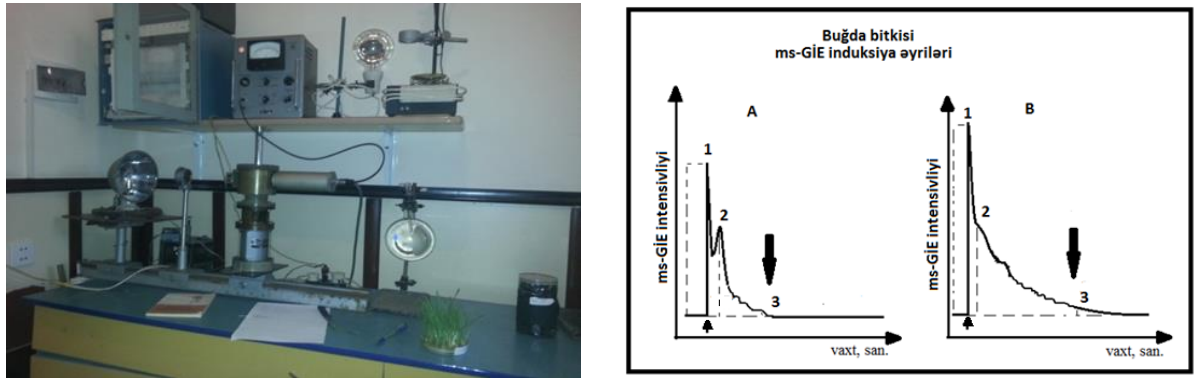 Buğda bitkisi
ms-GİE induksiya əyriləri
A
1
2
3
ms-GİE intensivliyi
vaxt, san.
B
1
2
3
ms-GİE intensivliyi
vaxt, san.